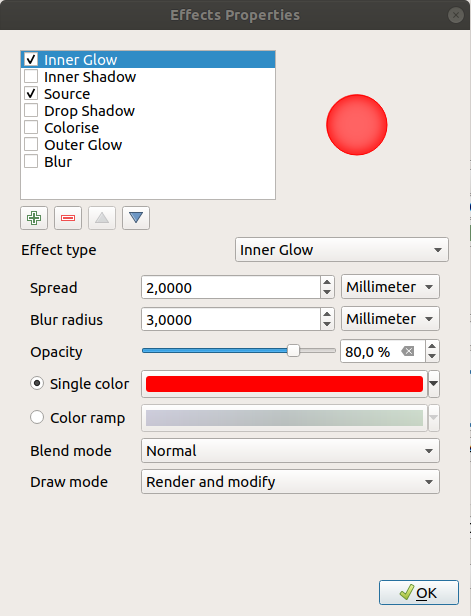 Effects Properties
Inner Glow
Inner Shadow
Source
Drop Shadow
Colorise
Outer Glow
Blur
Effect type Inner Glow
Spread 2,0000 Millimeter
Blur radius 3,0000 Millimeter
Opacity 80,0 %
Single color
Color ramp
Blend mode Normal
Draw mode Render and modify
OK